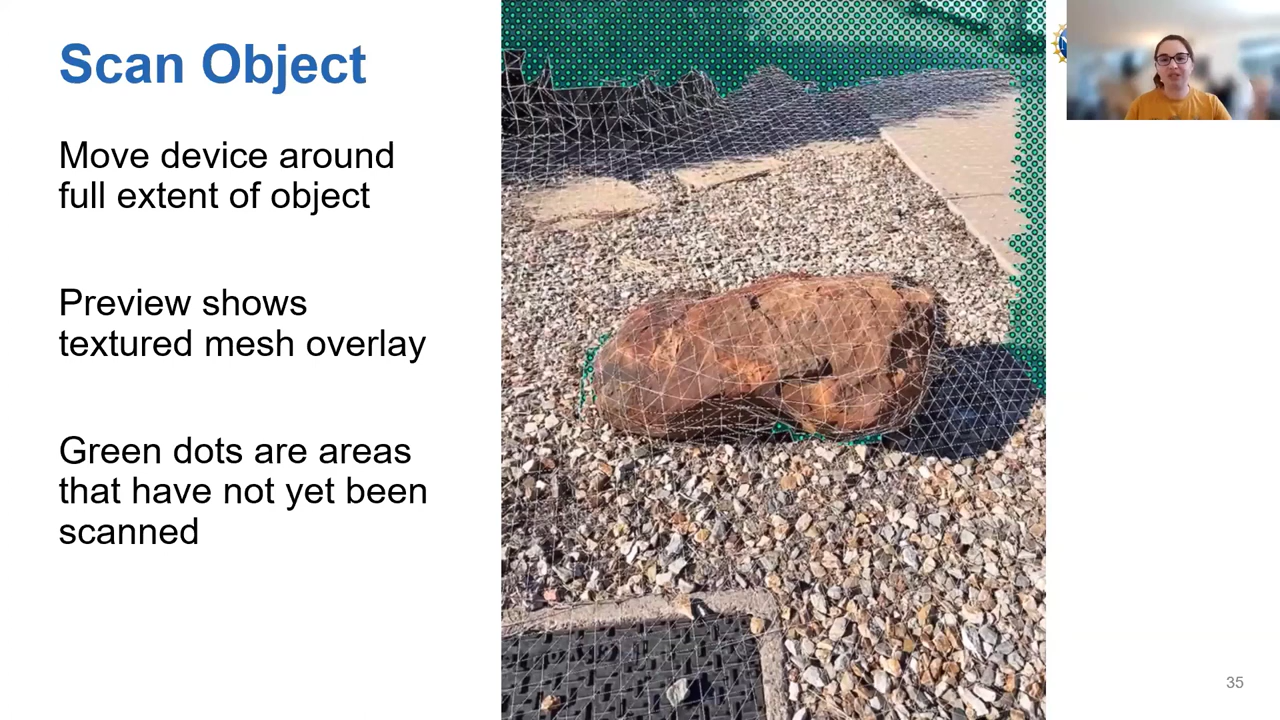 Scan Object
Move device around
full extent of object
Preview shows
textured mesh overlay
Green dots are areas
that have not yet been
scanned
35